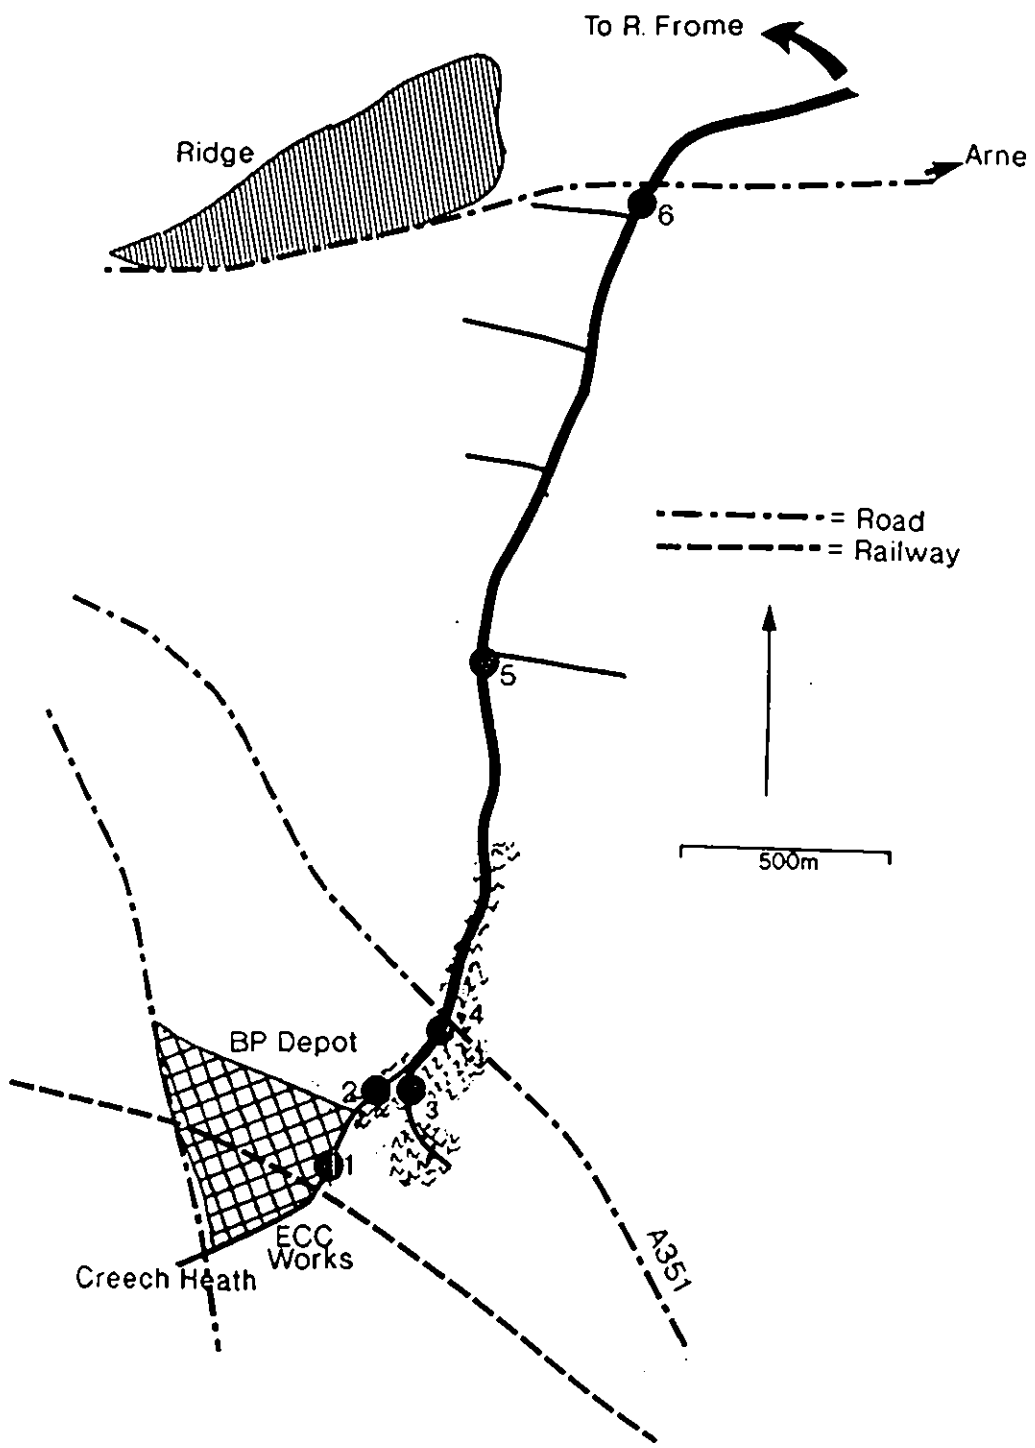 To R. Frome
Ridge
Arne
6
= Road
= Railway
5
500m
4
BP Depot
2
3
1
ECC
Works
Creech Heath
A351